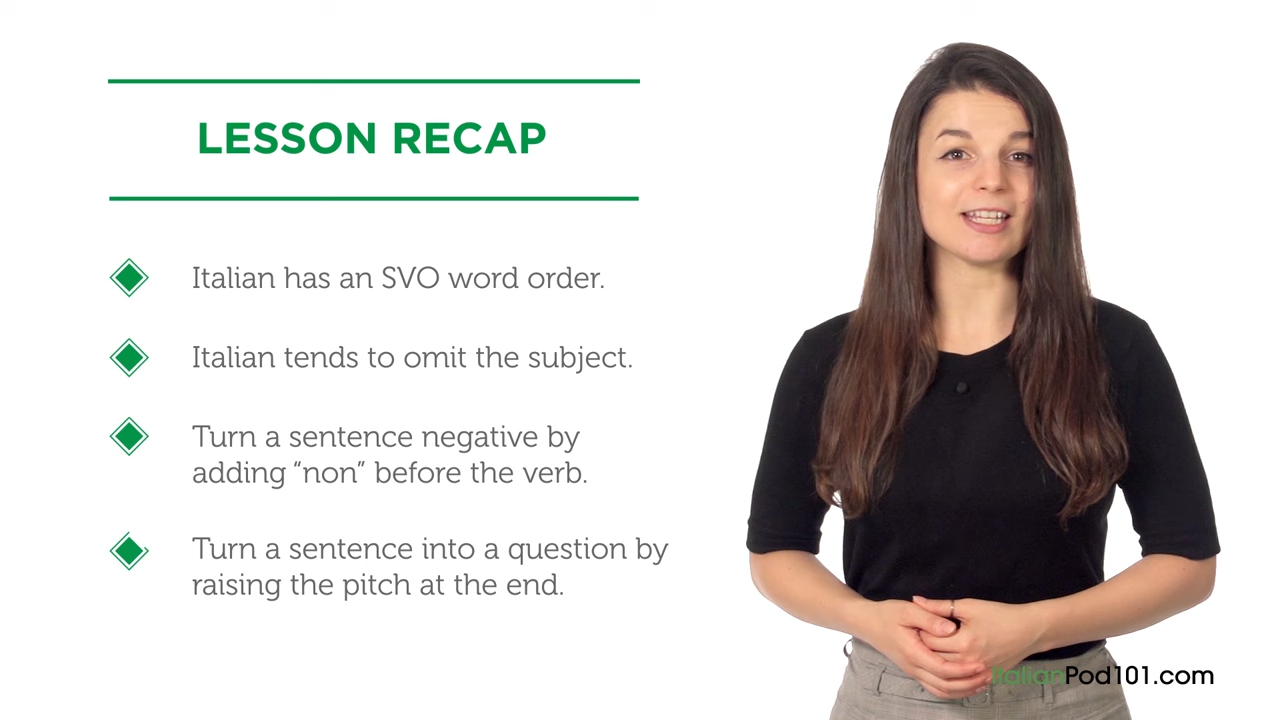 LESSON RECAP
Italian has an SVO word order.
Italian tends to omit the subject.
Turn a sentence negative by
adding “non” before the verb.
Turn a sentence into a question by
raising the pitch at the end.
ItalianPod101.com